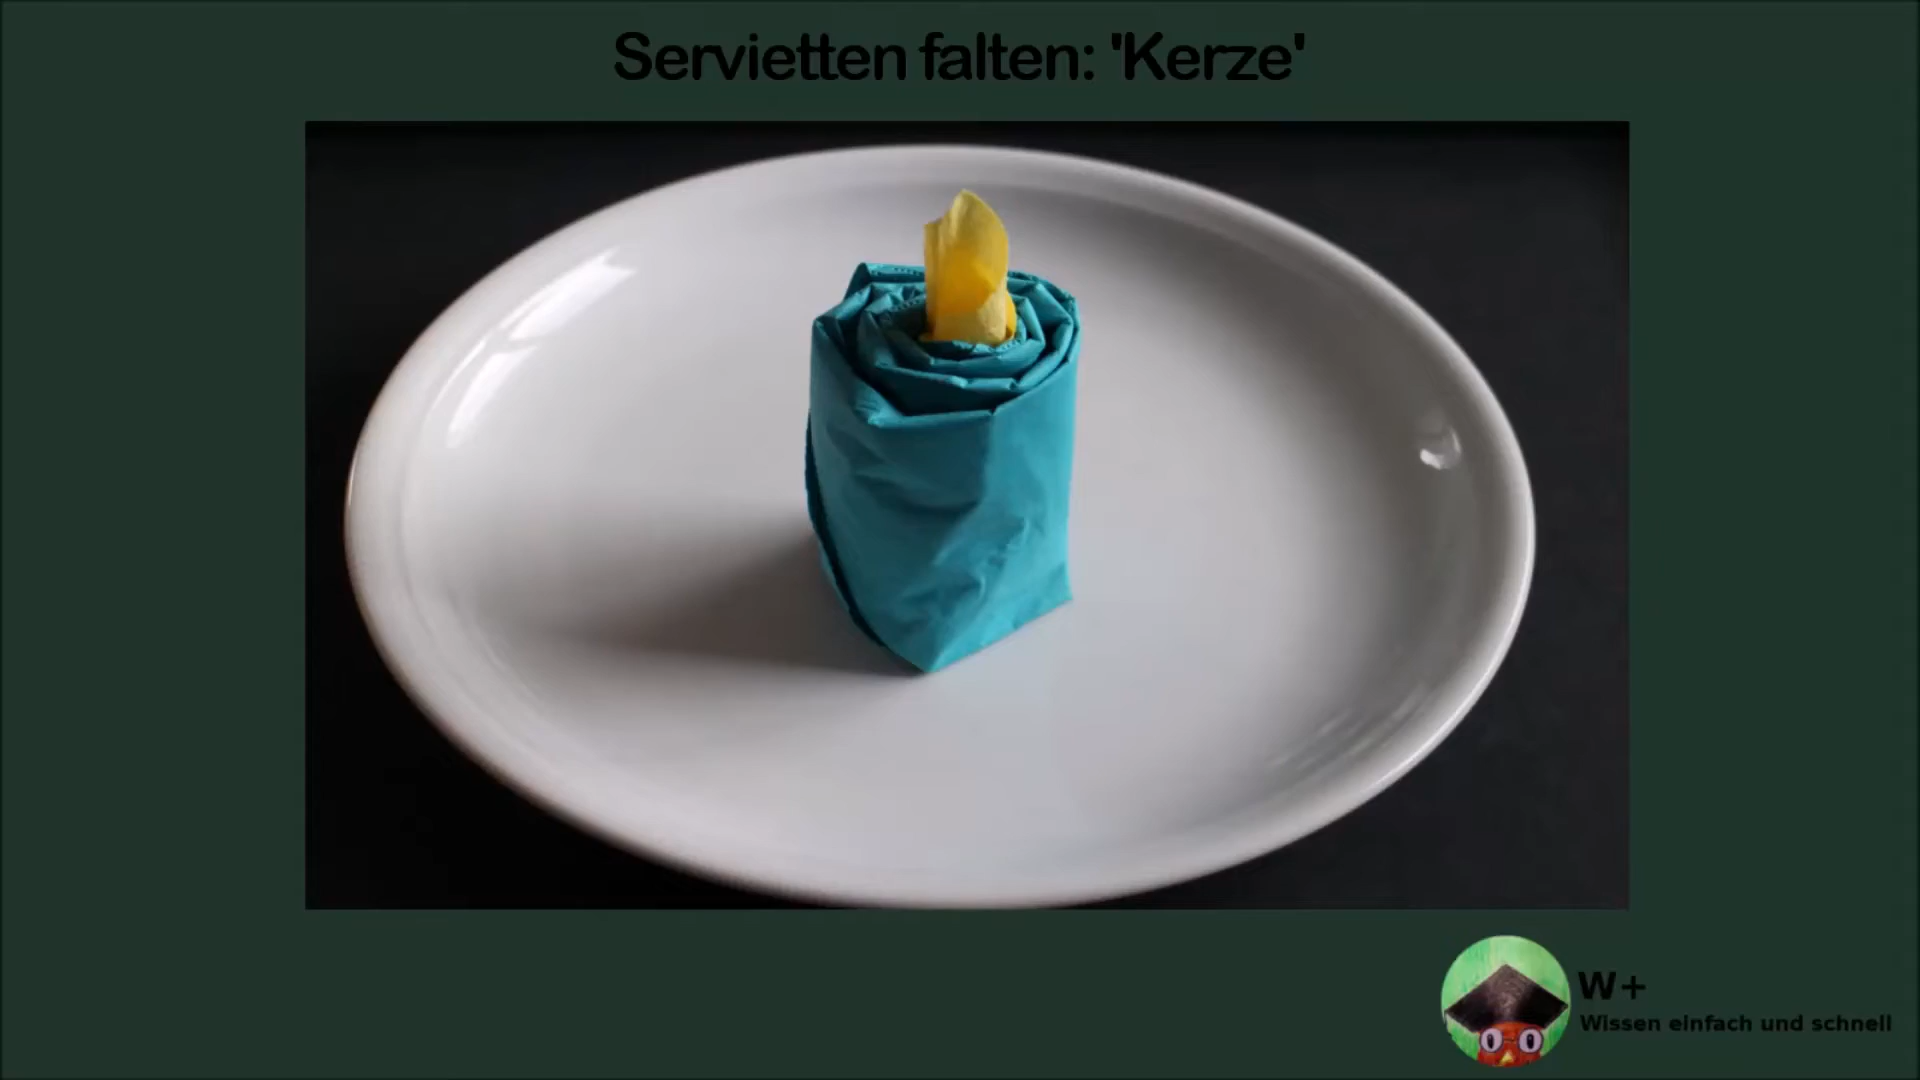 Servietten falten: 'Kerze'
W+
Wissen einfach und schnell